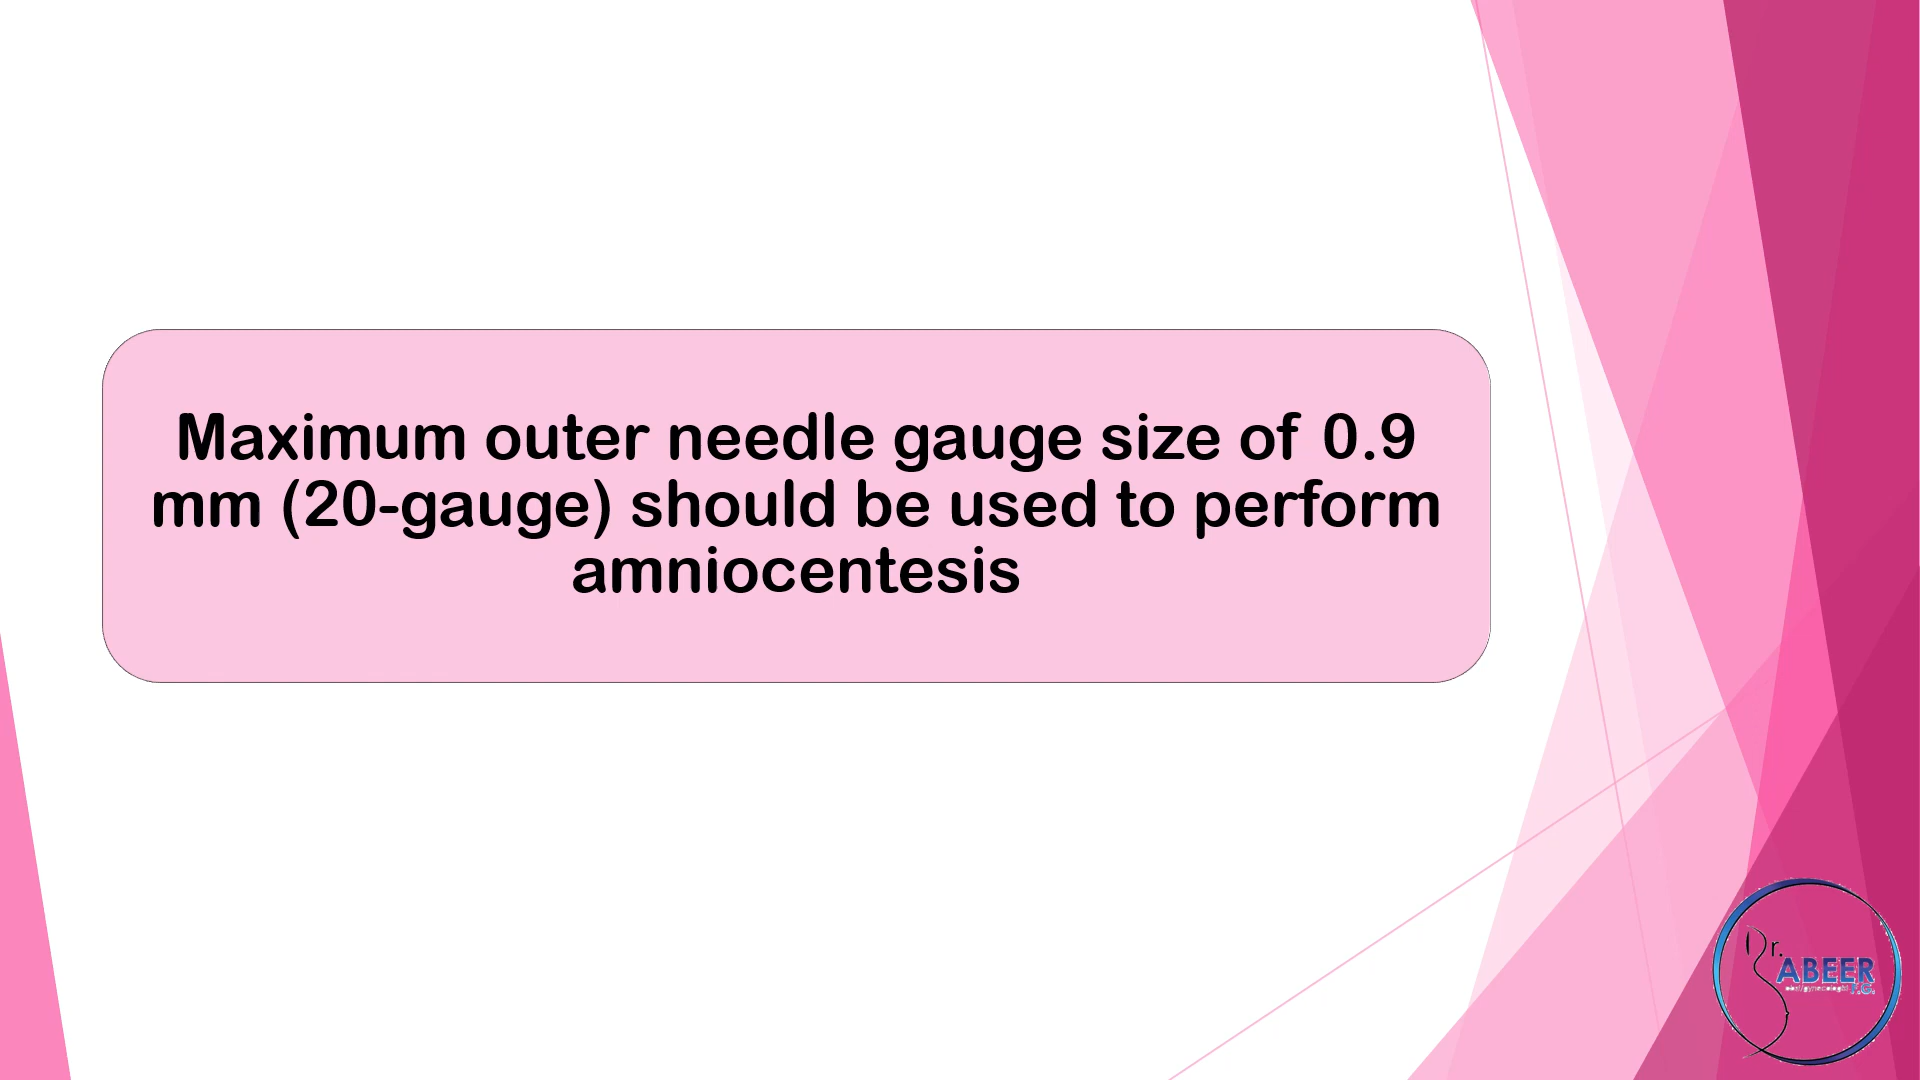 Maximum outer needle gauge size of 0.9
mm (20-gauge) should be used to perform
amniocentesis
Dr.
ABEER
F.G.